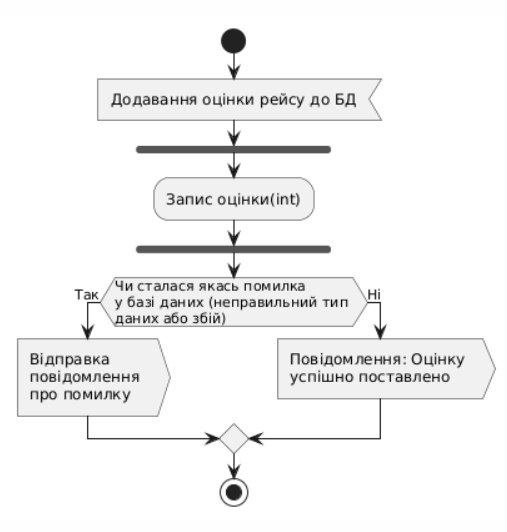 Додавання оцінки рейсу до БД
Запис оцінки(int)
Чи сталася якась помилка
у базі даних (неправильний тип
даних або збій)
Так
Ні
Відправка
повідомлення
про помилку
Повідомлення: Оцінку
успішно поставлено